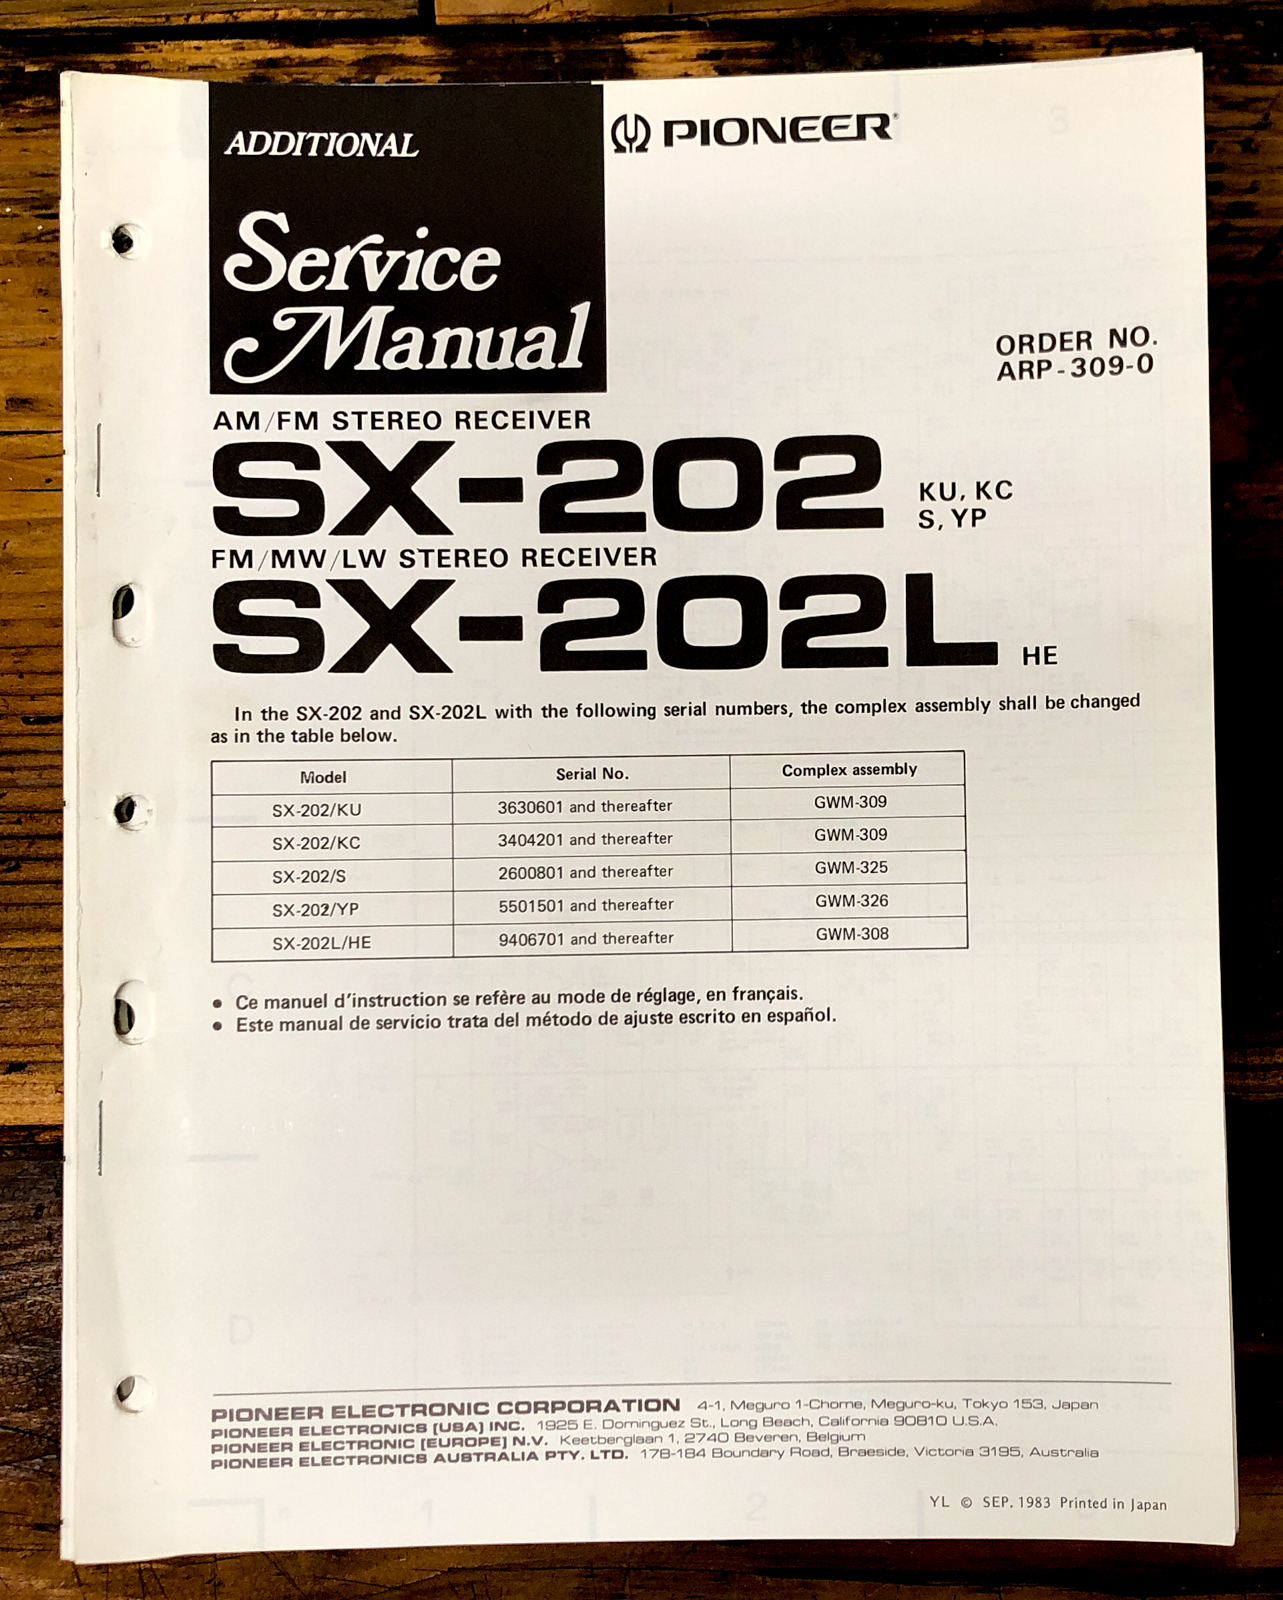 ADDITIONAL
Service
Manual
PIONEER®
ORDER NO.
ARP-309-0
AM/FM STEREO RECEIVER
SX-202 KU, KC
S, YP
FM/MW/LW STEREO RECEIVER
SX-202L HE
In the SX-202 and SX-202L with the following serial numbers, the complex assembly shall be changed
as in the table below.
Model Serial No. Complex assembly
SX-202/KU 3630601 and thereafter GWM-309
SX-202/KC 3404201 and thereafter GWM-309
SX-202/S 2600801 and thereafter GWM-325
SX-202/YP 5501501 and thereafter GWM-326
SX-202L/HE 9406701 and thereafter GWM-308
● Ce manuel d'instruction se refère au mode de réglage, en français.
● Este manual de servicio trata del método de ajuste escrito en español.
PIONEER ELECTRONIC CORPORATION 4-1, Meguro 1-Chome, Meguro-ku, Tokyo 153, Japan
PIONEER ELECTRONICS [USA] INC. 1925 E. Dominguez St., Long Beach, California 90810 U.S.A.
PIONEER ELECTRONIC [EUROPE] N.V. Keetberglaan 1, 2740 Beveren, Belgium
PIONEER ELECTRONICS AUSTRALIA PTY. LTD. 178-184 Boundary Road, Braeside, Victoria 3195, Australia
YL © SEP. 1983 Printed in Japan